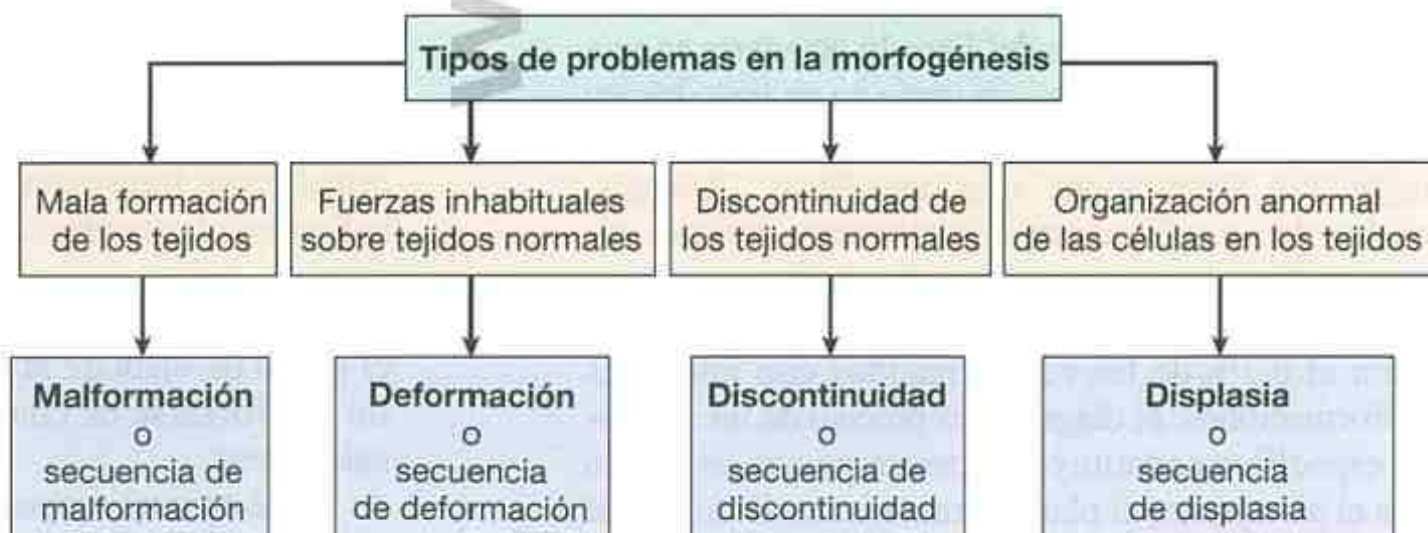 Tipos de problemas en la morfogénesis
Mala formación
de los tejidos
Fuerzas inhabituales
sobre tejidos normales
Discontinuidad de
los tejidos normales
Organización anormal
de las células en los tejidos
Malformación
o
secuencia de
malformación
Deformación
o
secuencia
de deformación
Discontinuidad
o
secuencia de
discontinuidad
Displasia
o
secuencia
de displasia